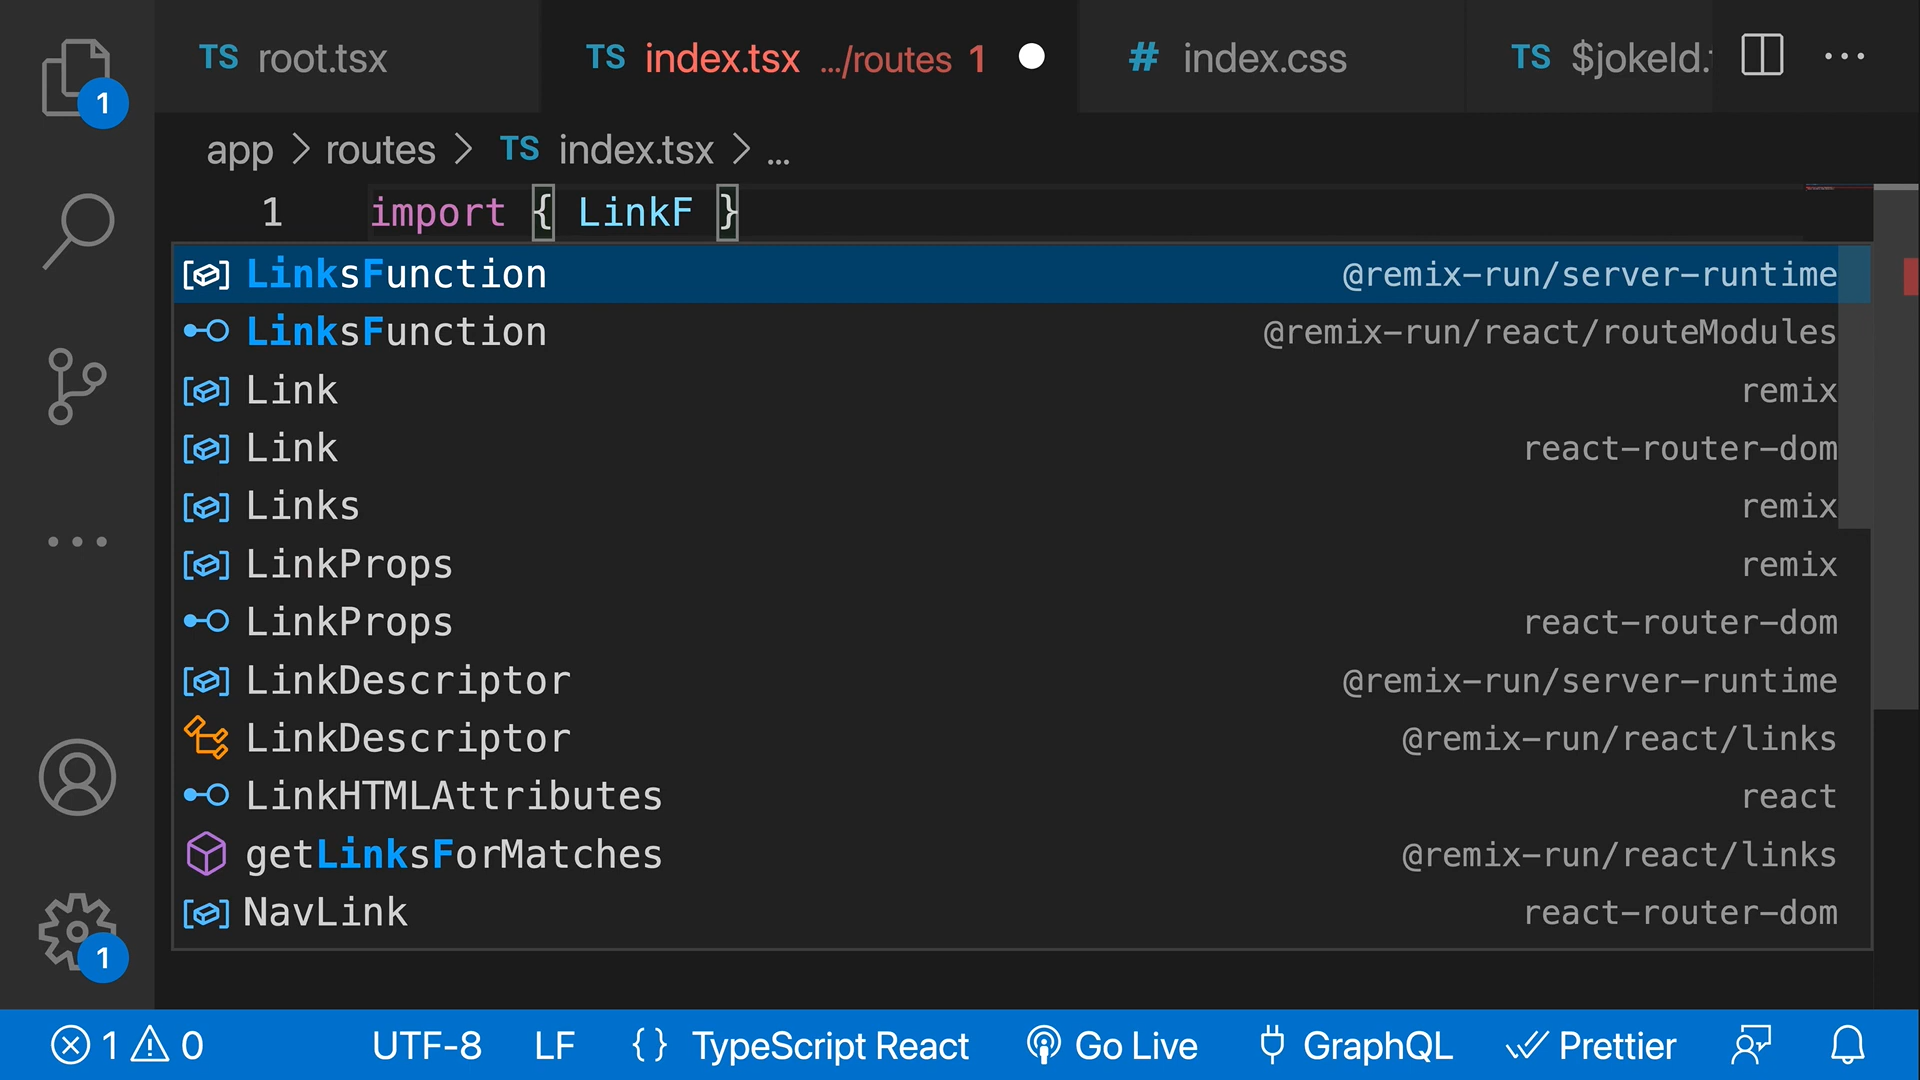 TS root.tsx
TS index.tsx .../routes 1
# index.css
TS $jokeId.
1
app > routes > TS index.tsx > ...
1 import { LinkF }
LinksFunction @remix-run/server-runtime
LinksFunction @remix-run/react/routeModules
Link remix
Link react-router-dom
Links remix
LinkProps remix
LinkProps react-router-dom
LinkDescriptor @remix-run/server-runtime
LinkDescriptor @remix-run/react/links
LinkHTMLAttributes react
getLinksForMatches @remix-run/react/links
NavLink react-router-dom
1
1 0 UTF-8 LF {} TypeScript React Go Live GraphQL Prettier